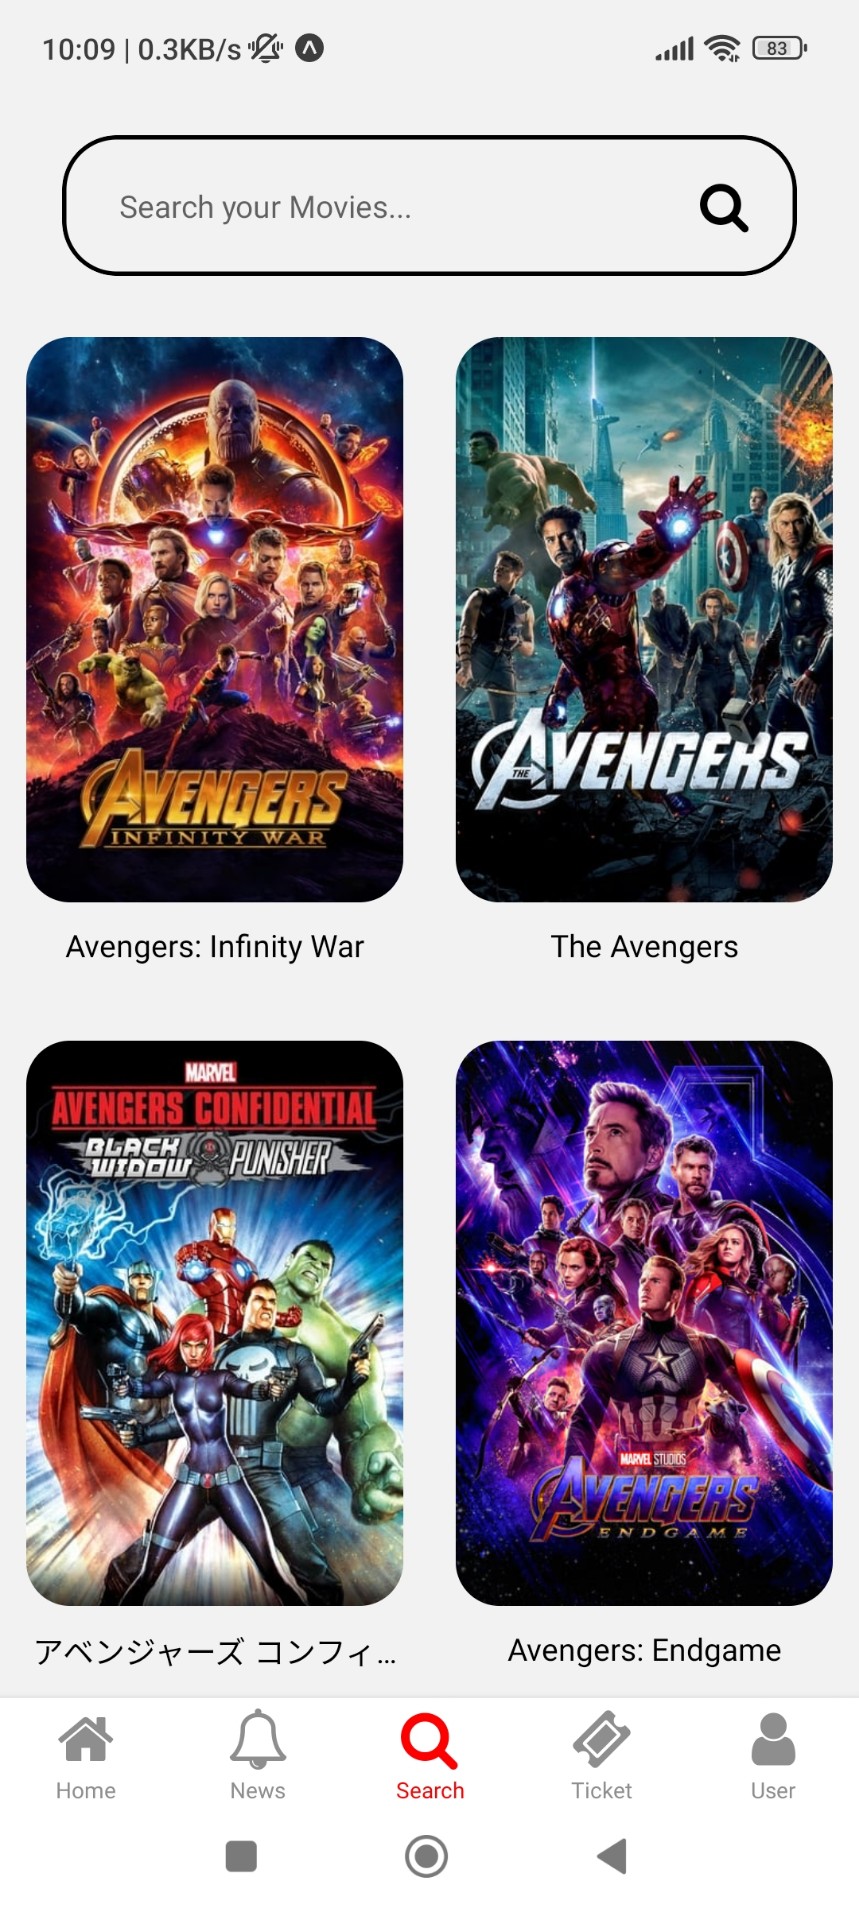 10:09 | 0.3KB/s
83
Search your Movies...
AVENGERS
INFINITY WAR
THE AVENGERS
Avengers: Infinity War
The Avengers
MARVEL
AVENGERS CONFIDENTIAL
BLACK WIDOW PUNISHER
MARVEL STUDIOS
AVENGERS
ENDGAME
アベンジャーズ コンフィ...
Avengers: Endgame
Home
News
Search
Ticket
User